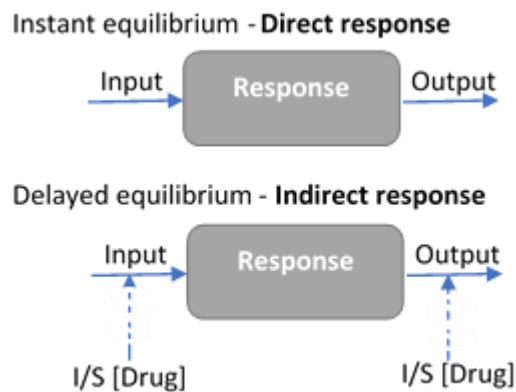 Instant equilibrium - Direct response
Input Response Output
Delayed equilibrium - Indirect response
Input Response Output
I/S [Drug] I/S [Drug]